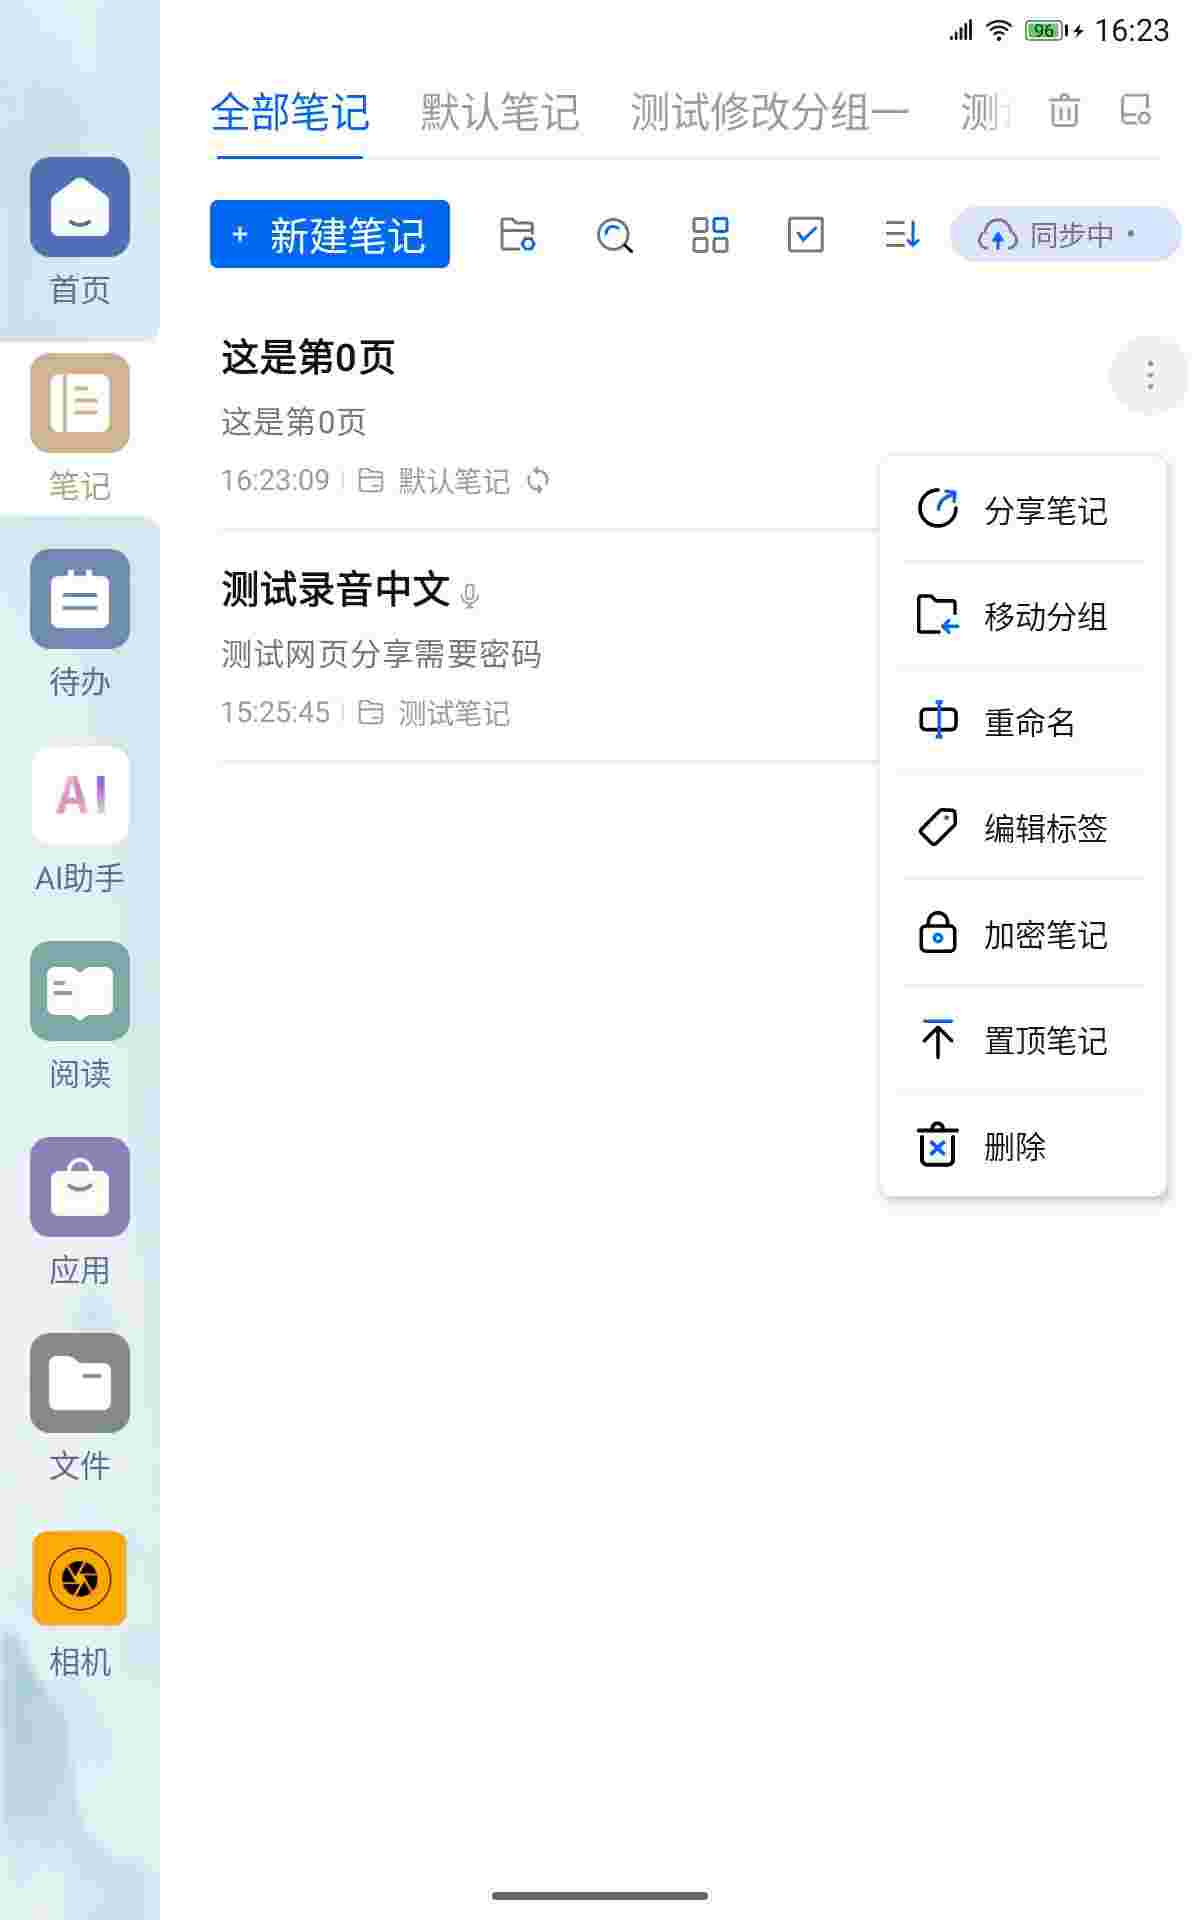 96 16:23
全部笔记 默认笔记 测试修改分组一 测
+ 新建笔记 同步中
首页
笔记
待办
AI
AI助手
阅读
应用
文件
相机
这是第0页
这是第0页
16:23:09 默认笔记
测试录音中文
测试网页分享需要密码
15:25:45 测试笔记
分享笔记
移动分组
重命名
编辑标签
加密笔记
置顶笔记
删除